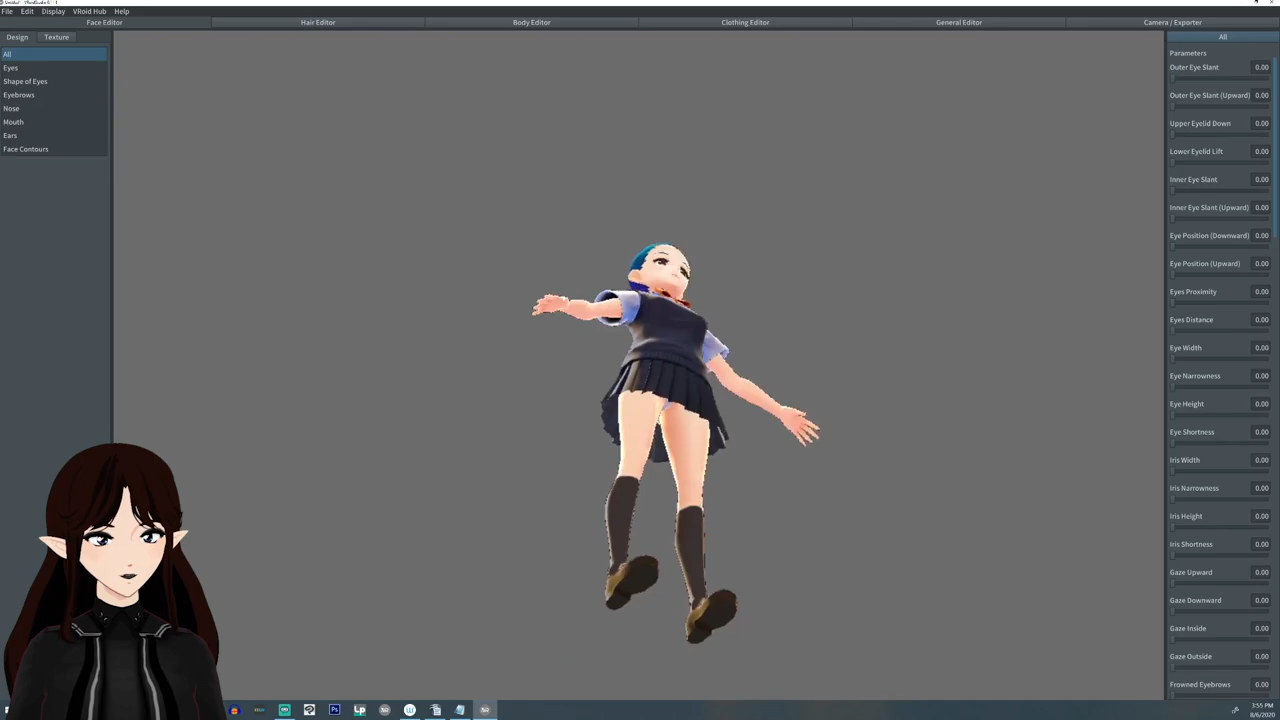 File Edit Display VRoid Hub Help
Face Editor Hair Editor Body Editor Clothing Editor General Editor Camera / Exporter
Design Texture
All
Eyes
Shape of Eyes
Eyebrows
Nose
Mouth
Ears
Face Contours
All
Parameters
Outer Eye Slant 0.00
Outer Eye Slant (Upward) 0.00
Upper Eyelid Down 0.00
Lower Eyelid Lift 0.00
Inner Eye Slant 0.00
Inner Eye Slant (Upward) 0.00
Eye Position (Downward) 0.00
Eye Position (Upward) 0.00
Eyes Proximity 0.00
Eyes Distance 0.00
Eye Width 0.00
Eye Narrowness 0.00
Eye Height 0.00
Eye Shortness 0.00
Iris Width 0.00
Iris Narrowness 0.00
Iris Height 0.00
Iris Shortness 0.00
Gaze Upward 0.00
Gaze Downward 0.00
Gaze Inside 0.00
Gaze Outside 0.00
Frowned Eyebrows 0.00
Ps
3:55 PM
8/6/2020